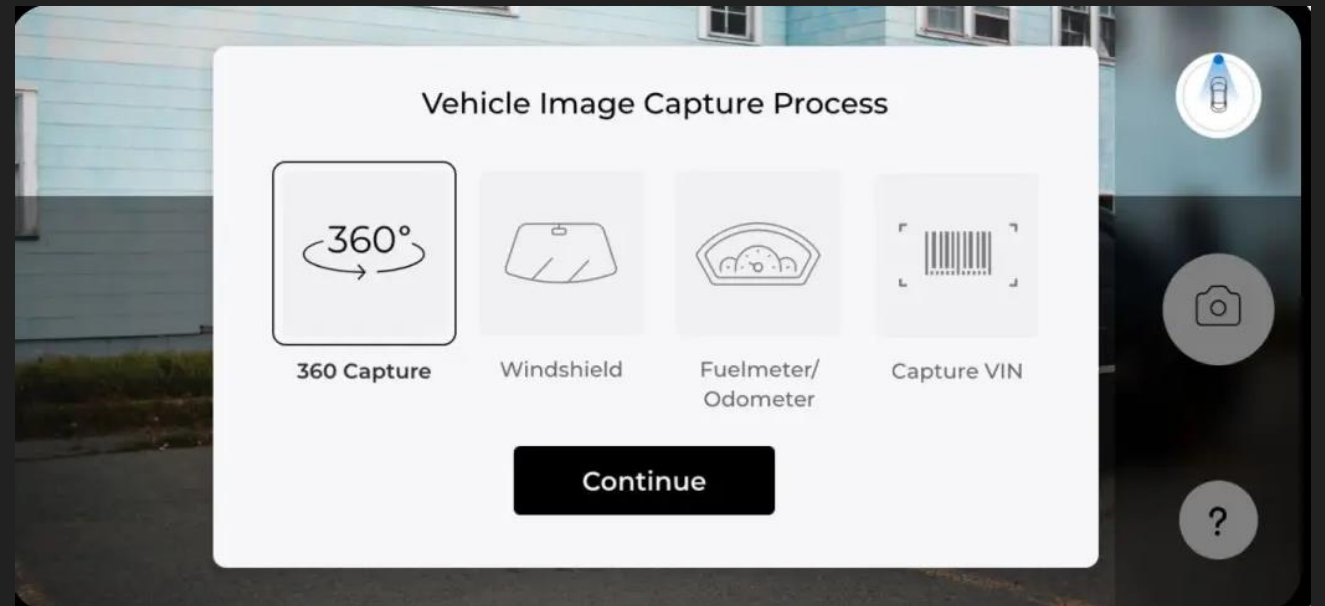 Vehicle Image Capture Process
360°
360 Capture
Windshield
Fuelmeter/
Odometer
Capture VIN
Continue
?